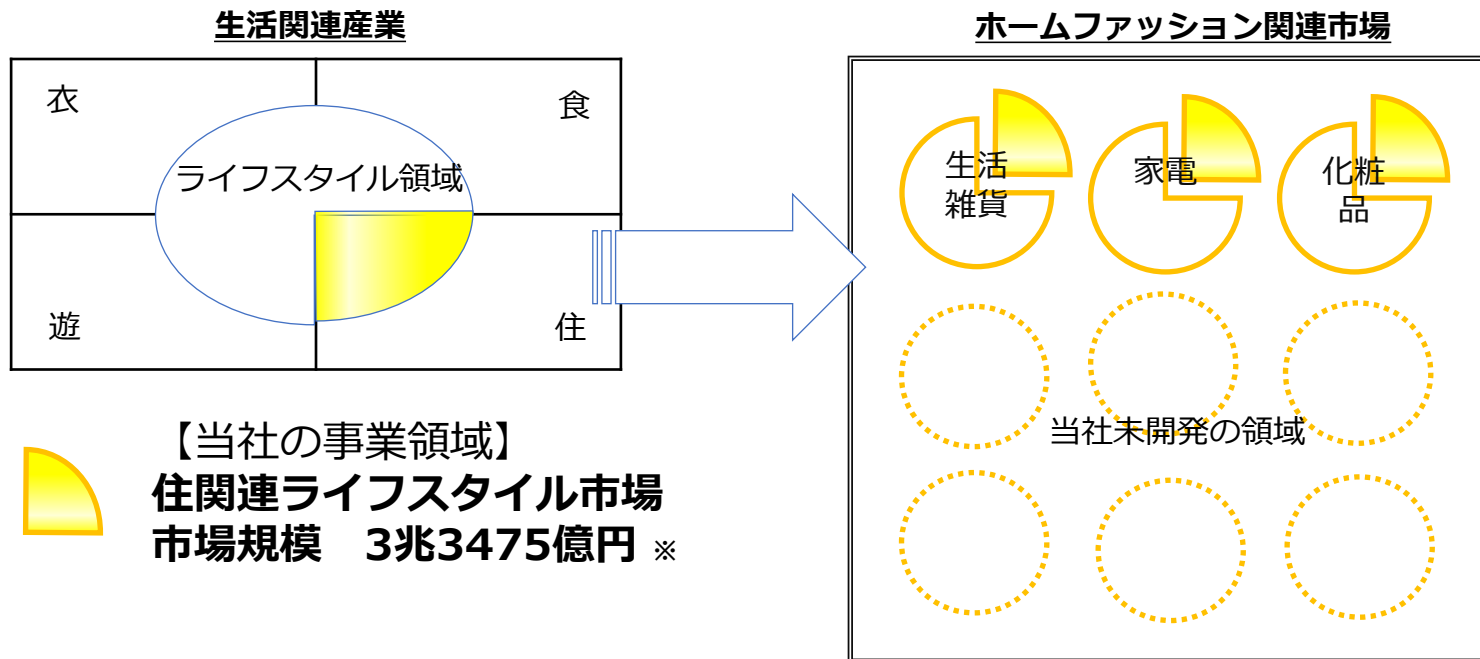 生活関連産業
衣
食
ライフスタイル領域
遊
住
【当社の事業領域】
住関連ライフスタイル市場
市場規模　3兆3475億円 ※
ホームファッション関連市場
生活
雑貨
家電
化粧
品
当社未開発の領域